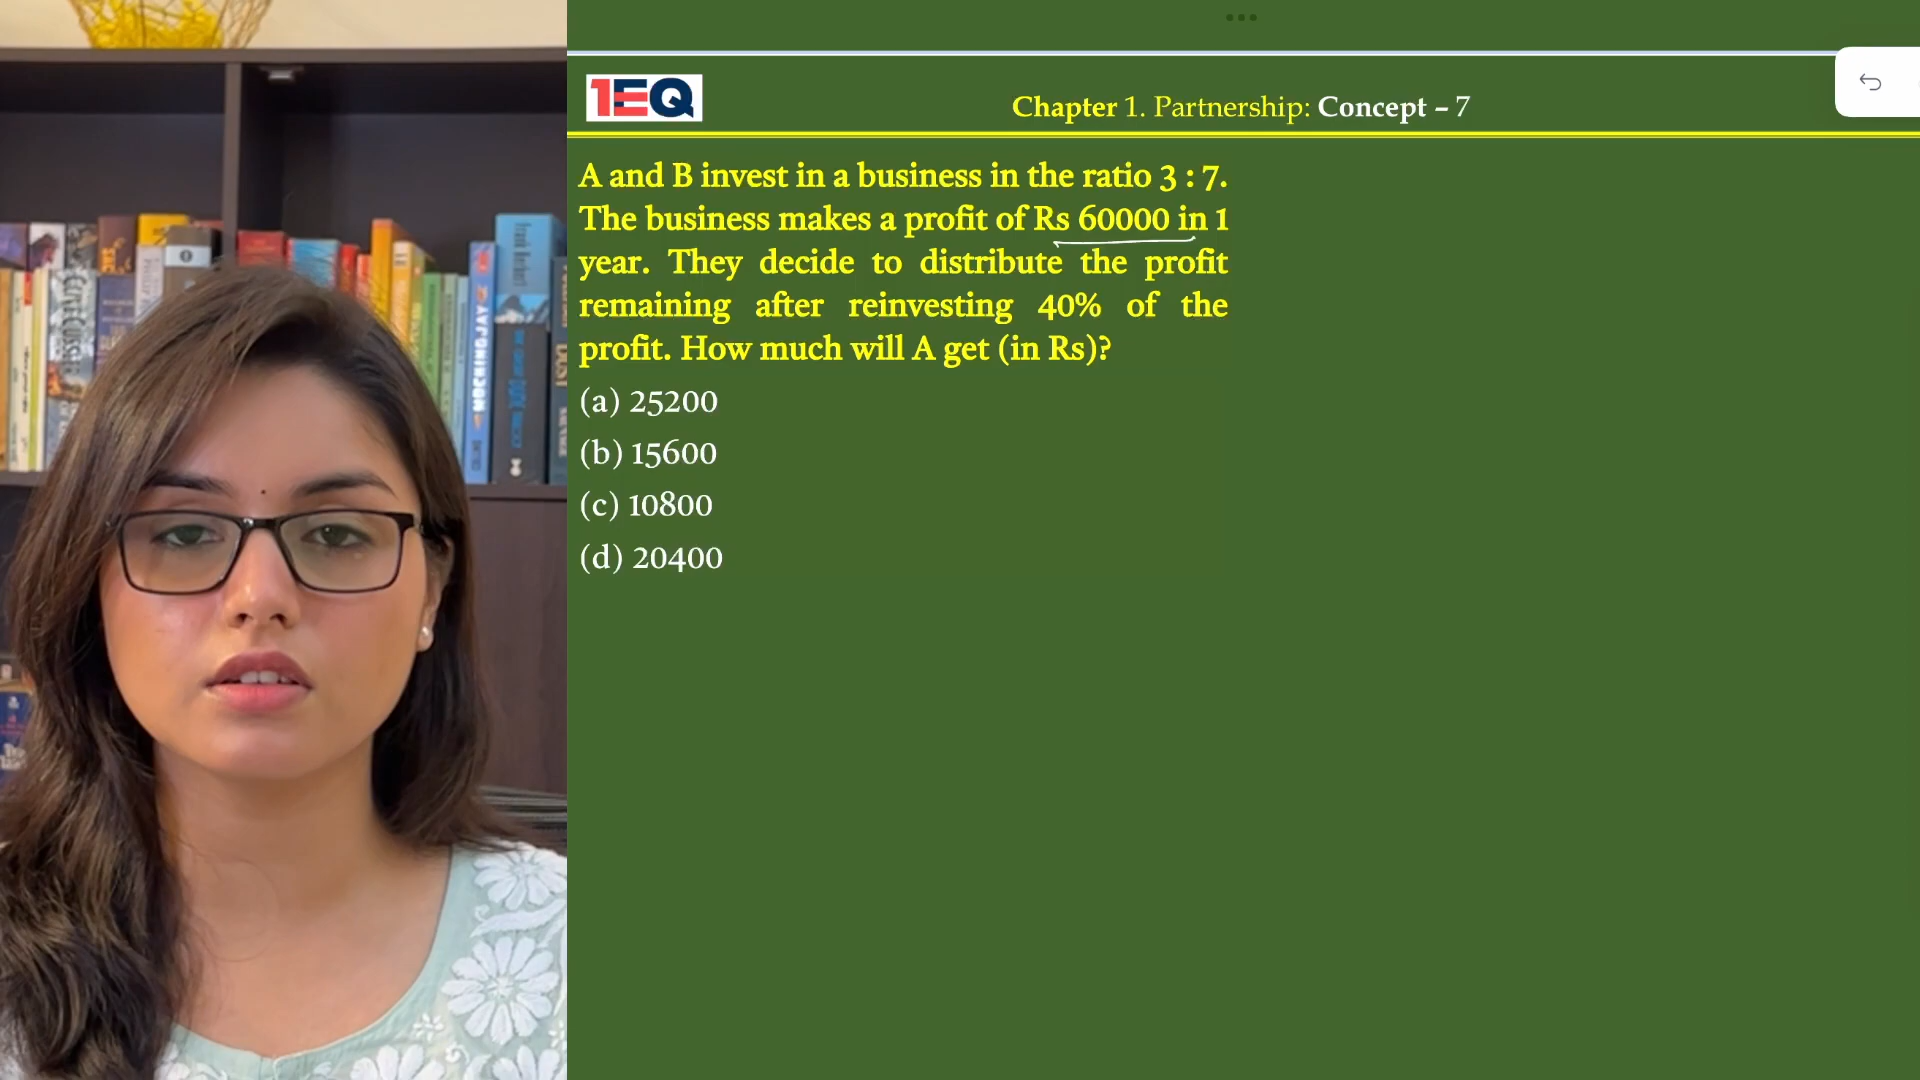 1EQ
Chapter 1. Partnership: Concept – 7
A and B invest in a business in the ratio 3 : 7.
The business makes a profit of Rs 60000 in 1
year. They decide to distribute the profit
remaining after reinvesting 40% of the
profit. How much will A get (in Rs)?
(a) 25200
(b) 15600
(c) 10800
(d) 20400
MOCKINGJAY